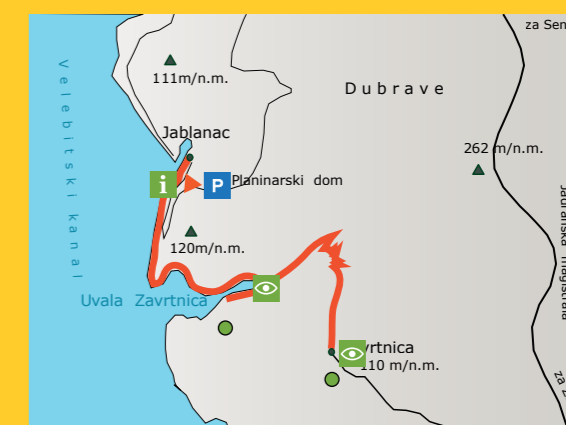 za Sen
111m/n.m.
Dubrave
Velebitski kanal
Jablanac
262 m/n.m.
i
P
Planinarski dom
Jadranska magistrala
120m/n.m.
Uvala Zavrtnica
vrtnica
110 m/n.m.
za Z